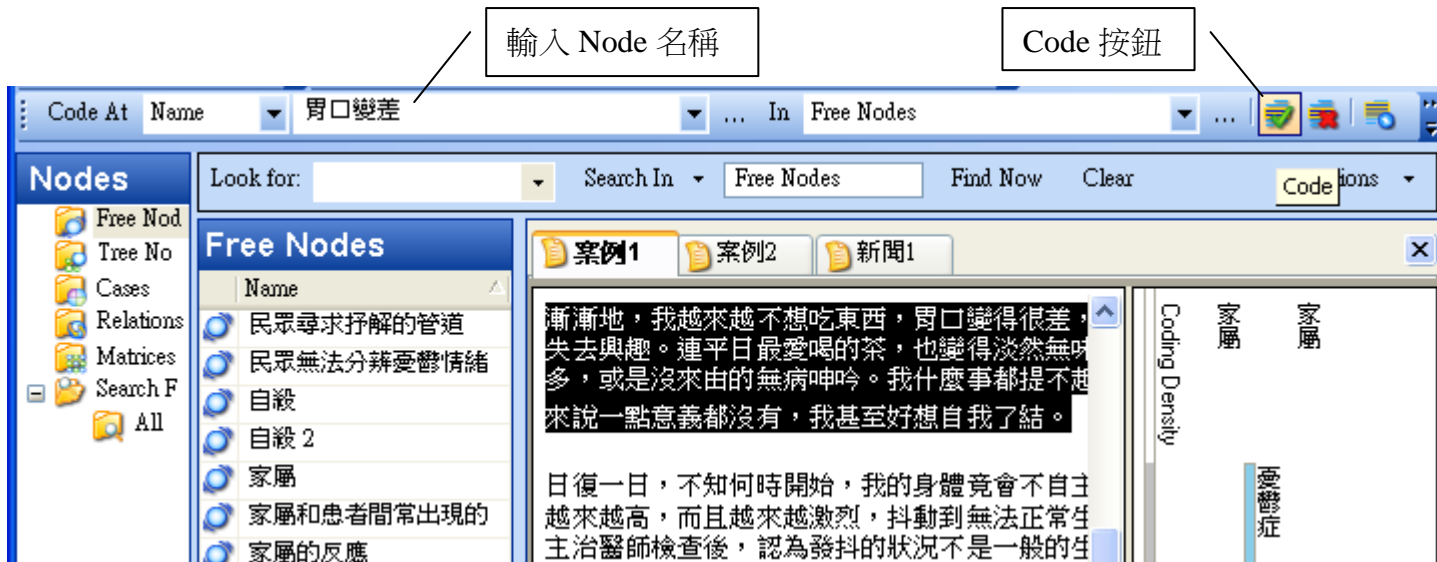 輸入 Node 名稱
Code 按鈕
Code At Name 胃口變差 ... In Free Nodes ...
Nodes
Look for: Search In Free Nodes Find Now Clear ions
Code
Free Nod
Tree No
Cases
Relations
Matrices
Search F
All
Free Nodes
Name
民眾尋求抒解的管道
民眾無法分辨憂鬱情緒
自殺
自殺 2
家屬
家屬和患者間常出現的
家屬的反應
案例1 案例2 新聞1
漸漸地，我越來越不想吃東西，胃口變得很差，
失去興趣。連平日最愛喝的茶，也變得淡然無味
多，或是沒來由的無病呻吟。我什麼事都提不起
來說一點意義都沒有，我甚至好想自我了結。
日復一日，不知何時開始，我的身體竟會不自主
越來越高，而且越來越激烈，抖動到無法正常生
主治醫師檢查後，認為發抖的狀況不是一般的生
Coding Density
家屬
家屬
憂鬱症